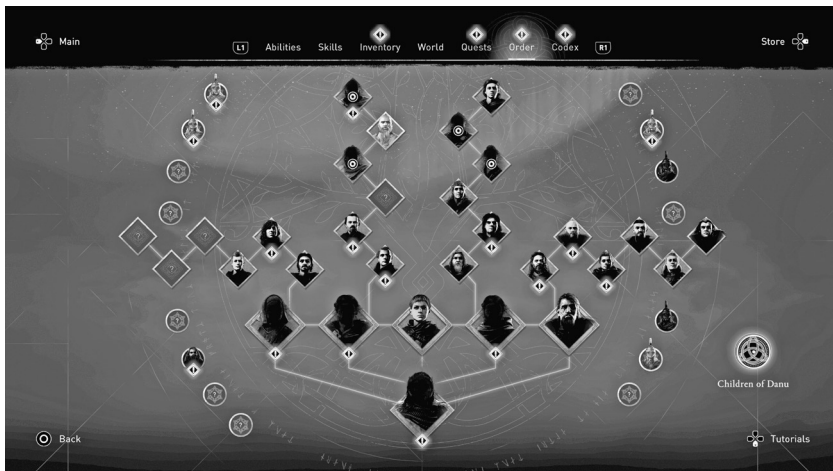 Main
L1 Abilities Skills Inventory World Quests Order Codex R1
Store
?
?
?
?
?
?
?
?
?
?
?
?
Children of Danu
Back
Tutorials